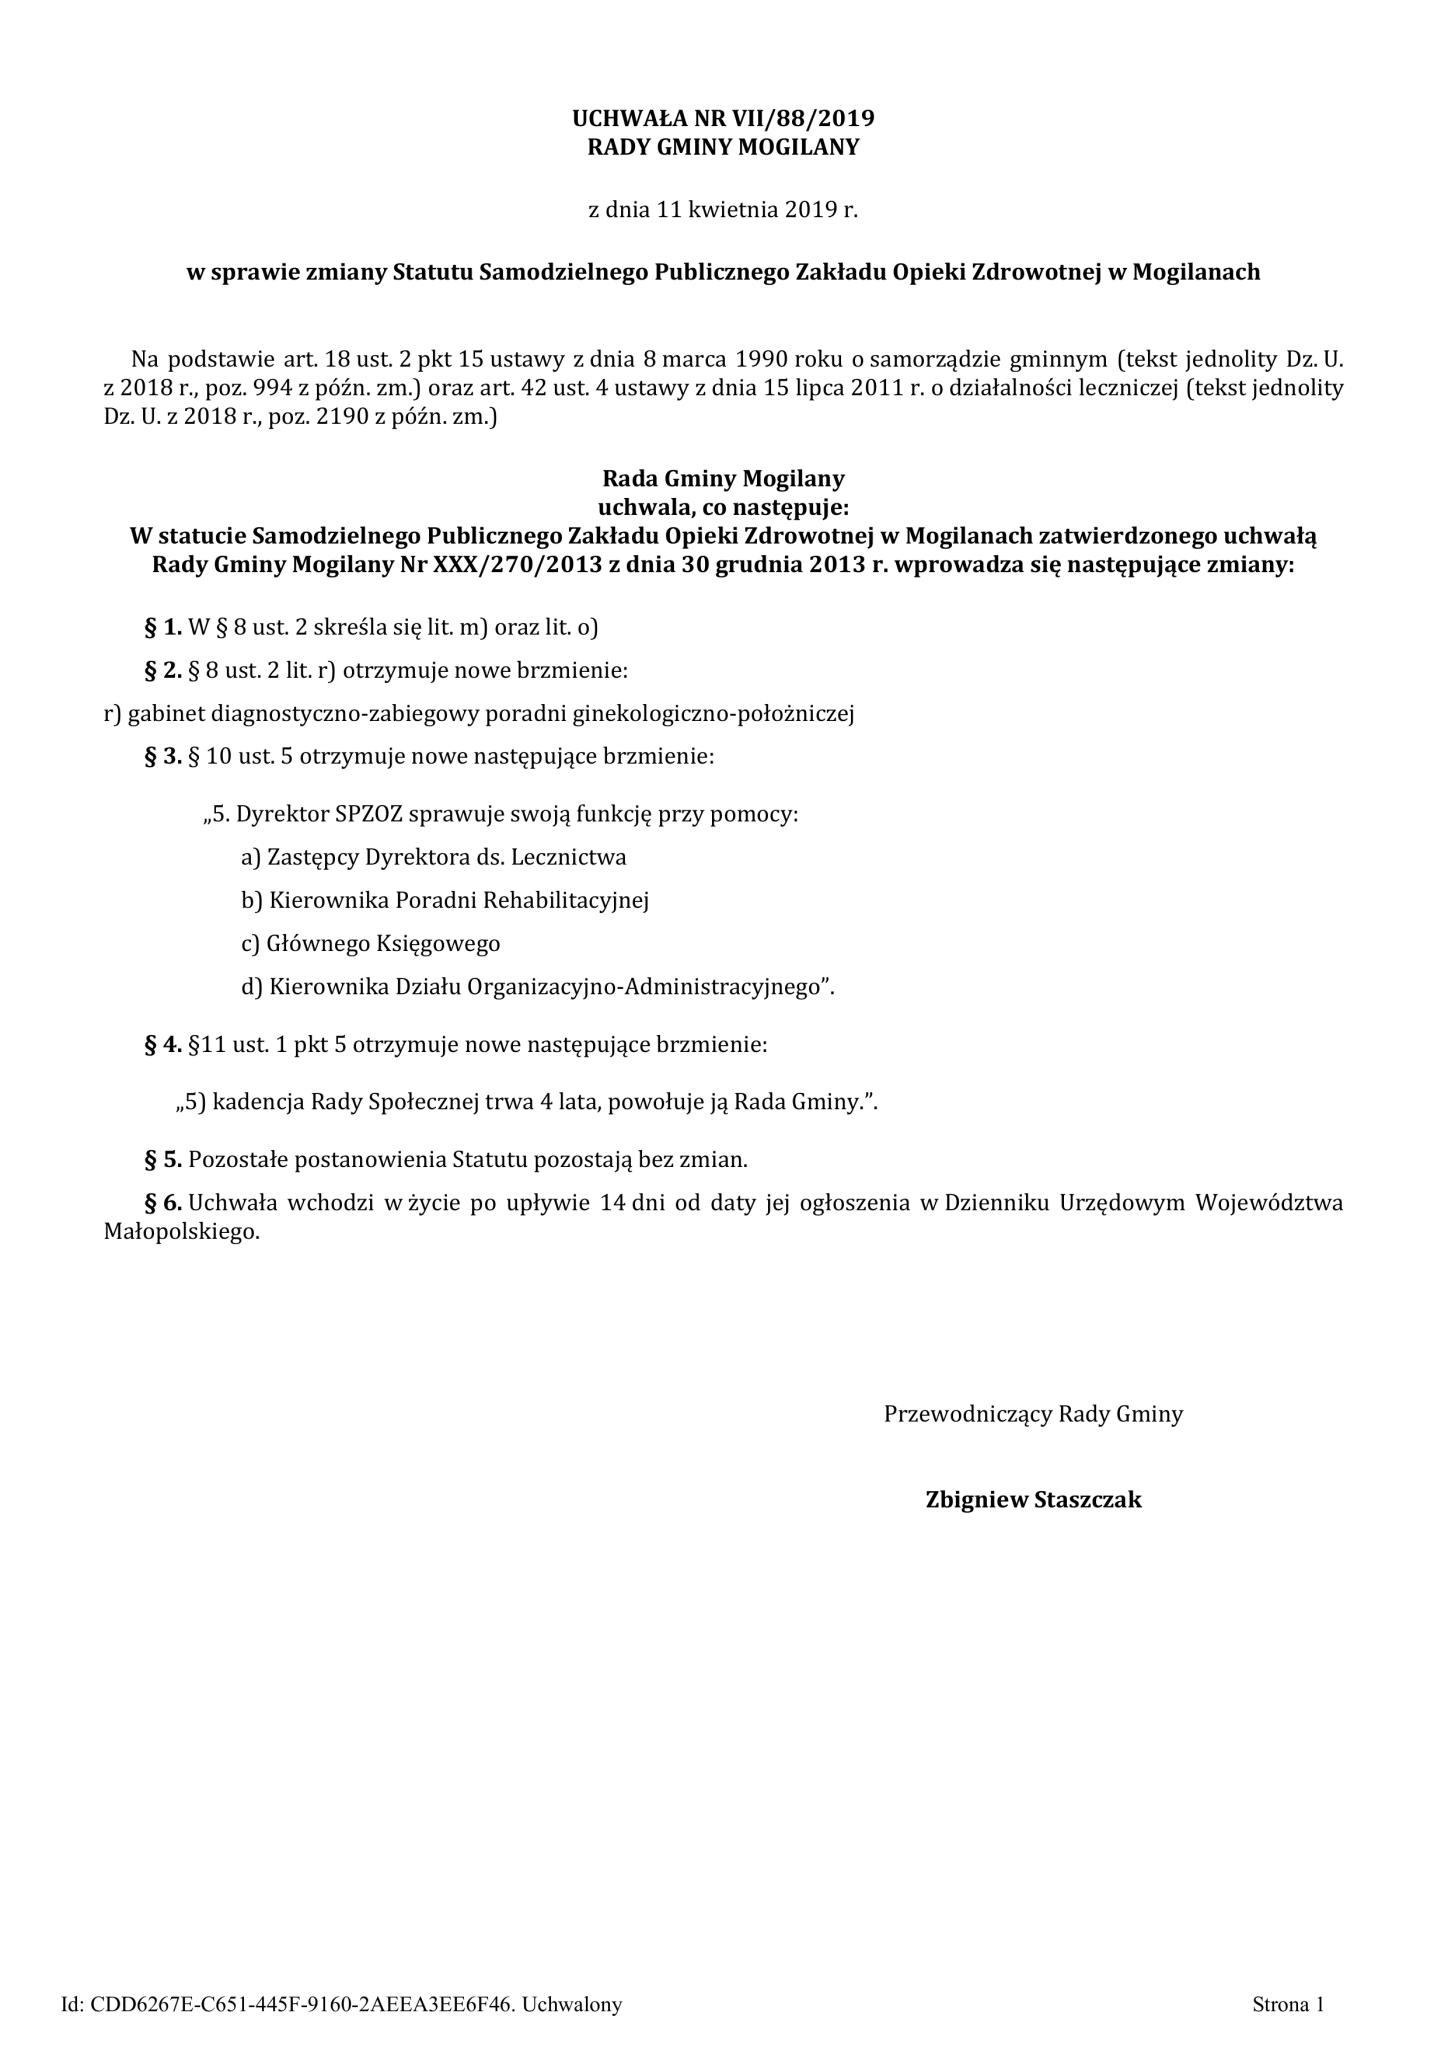 UCHWAŁA NR VII/88/2019
RADY GMINY MOGILANY
z dnia 11 kwietnia 2019 r.
w sprawie zmiany Statutu Samodzielnego Publicznego Zakładu Opieki Zdrowotnej w Mogilanach
Na podstawie art. 18 ust. 2 pkt 15 ustawy z dnia 8 marca 1990 roku o samorządzie gminnym (tekst jednolity Dz. U.
z 2018 r., poz. 994 z późn. zm.) oraz art. 42 ust. 4 ustawy z dnia 15 lipca 2011 r. o działalności leczniczej (tekst jednolity
Dz. U. z 2018 r., poz. 2190 z późn. zm.)
Rada Gminy Mogilany
uchwala, co następuje:
W statucie Samodzielnego Publicznego Zakładu Opieki Zdrowotnej w Mogilanach zatwierdzonego uchwałą
Rady Gminy Mogilany Nr XXX/270/2013 z dnia 30 grudnia 2013 r. wprowadza się następujące zmiany:
§ 1. W § 8 ust. 2 skreśla się lit. m) oraz lit. o)
§ 2. § 8 ust. 2 lit. r) otrzymuje nowe brzmienie:
r) gabinet diagnostyczno-zabiegowy poradni ginekologiczno-położniczej
§ 3. § 10 ust. 5 otrzymuje nowe następujące brzmienie:
„5. Dyrektor SPZOZ sprawuje swoją funkcję przy pomocy:
a) Zastępcy Dyrektora ds. Lecznictwa
b) Kierownika Poradni Rehabilitacyjnej
c) Głównego Księgowego
d) Kierownika Działu Organizacyjno-Administracyjnego”.
§ 4. §11 ust. 1 pkt 5 otrzymuje nowe następujące brzmienie:
„5) kadencja Rady Społecznej trwa 4 lata, powołuje ją Rada Gminy.”.
§ 5. Pozostałe postanowienia Statutu pozostają bez zmian.
§ 6. Uchwała wchodzi w życie po upływie 14 dni od daty jej ogłoszenia w Dzienniku Urzędowym Województwa
Małopolskiego.
Przewodniczący Rady Gminy
Zbigniew Staszczak
Id: CDD6267E-C651-445F-9160-2AEEA3EE6F46. Uchwalony
Strona 1